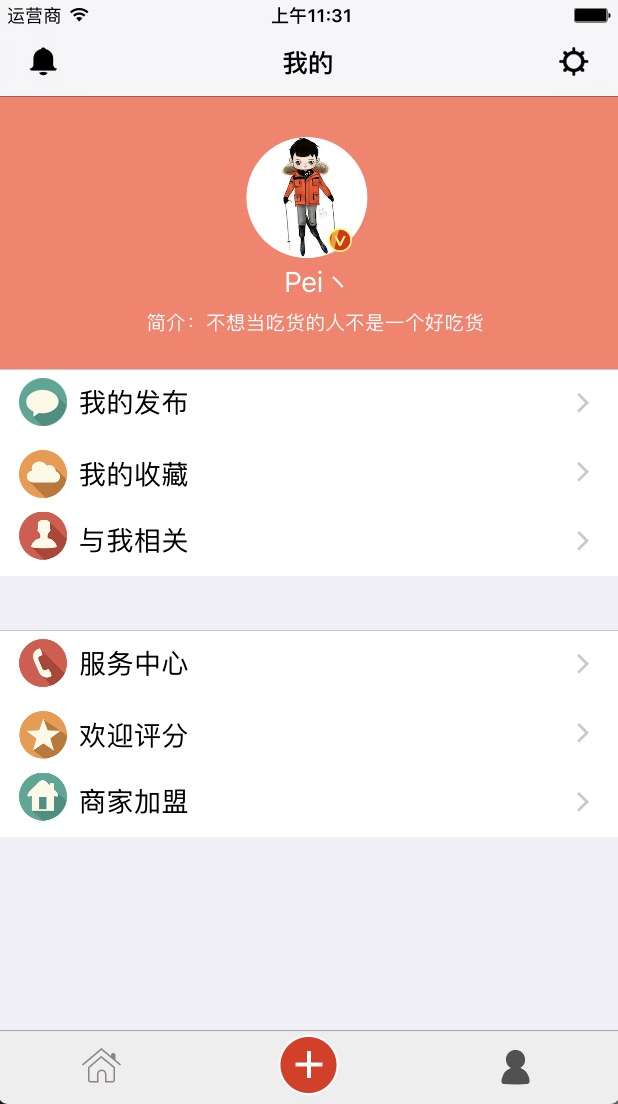 运营商
上午11:31
我的
Pei丶
简介：不想当吃货的人不是一个好吃货
我的发布
我的收藏
与我相关
服务中心
欢迎评分
商家加盟